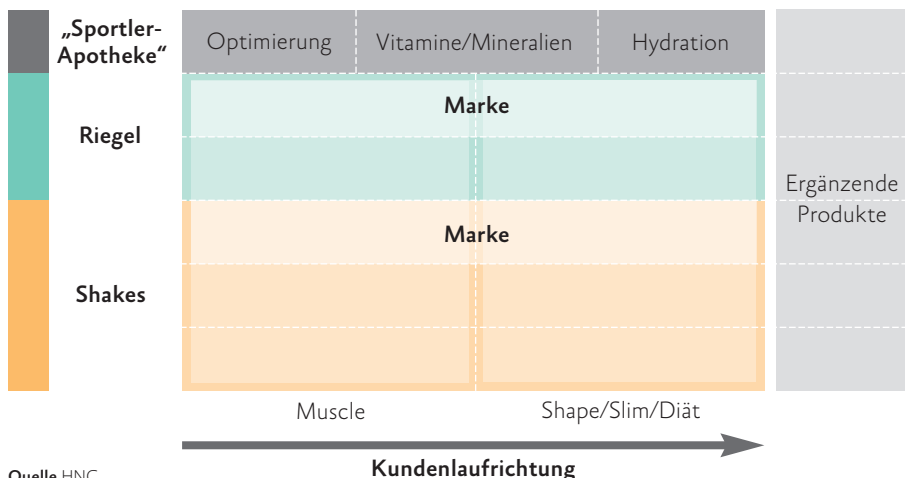 „Sportler-
Apotheke“
Optimierung
Vitamine/Mineralien
Hydration
Riegel
Marke
Ergänzende
Produkte
Shakes
Marke
Muscle
Shape/Slim/Diät
Kundenlaufrichtung
Quelle HNC